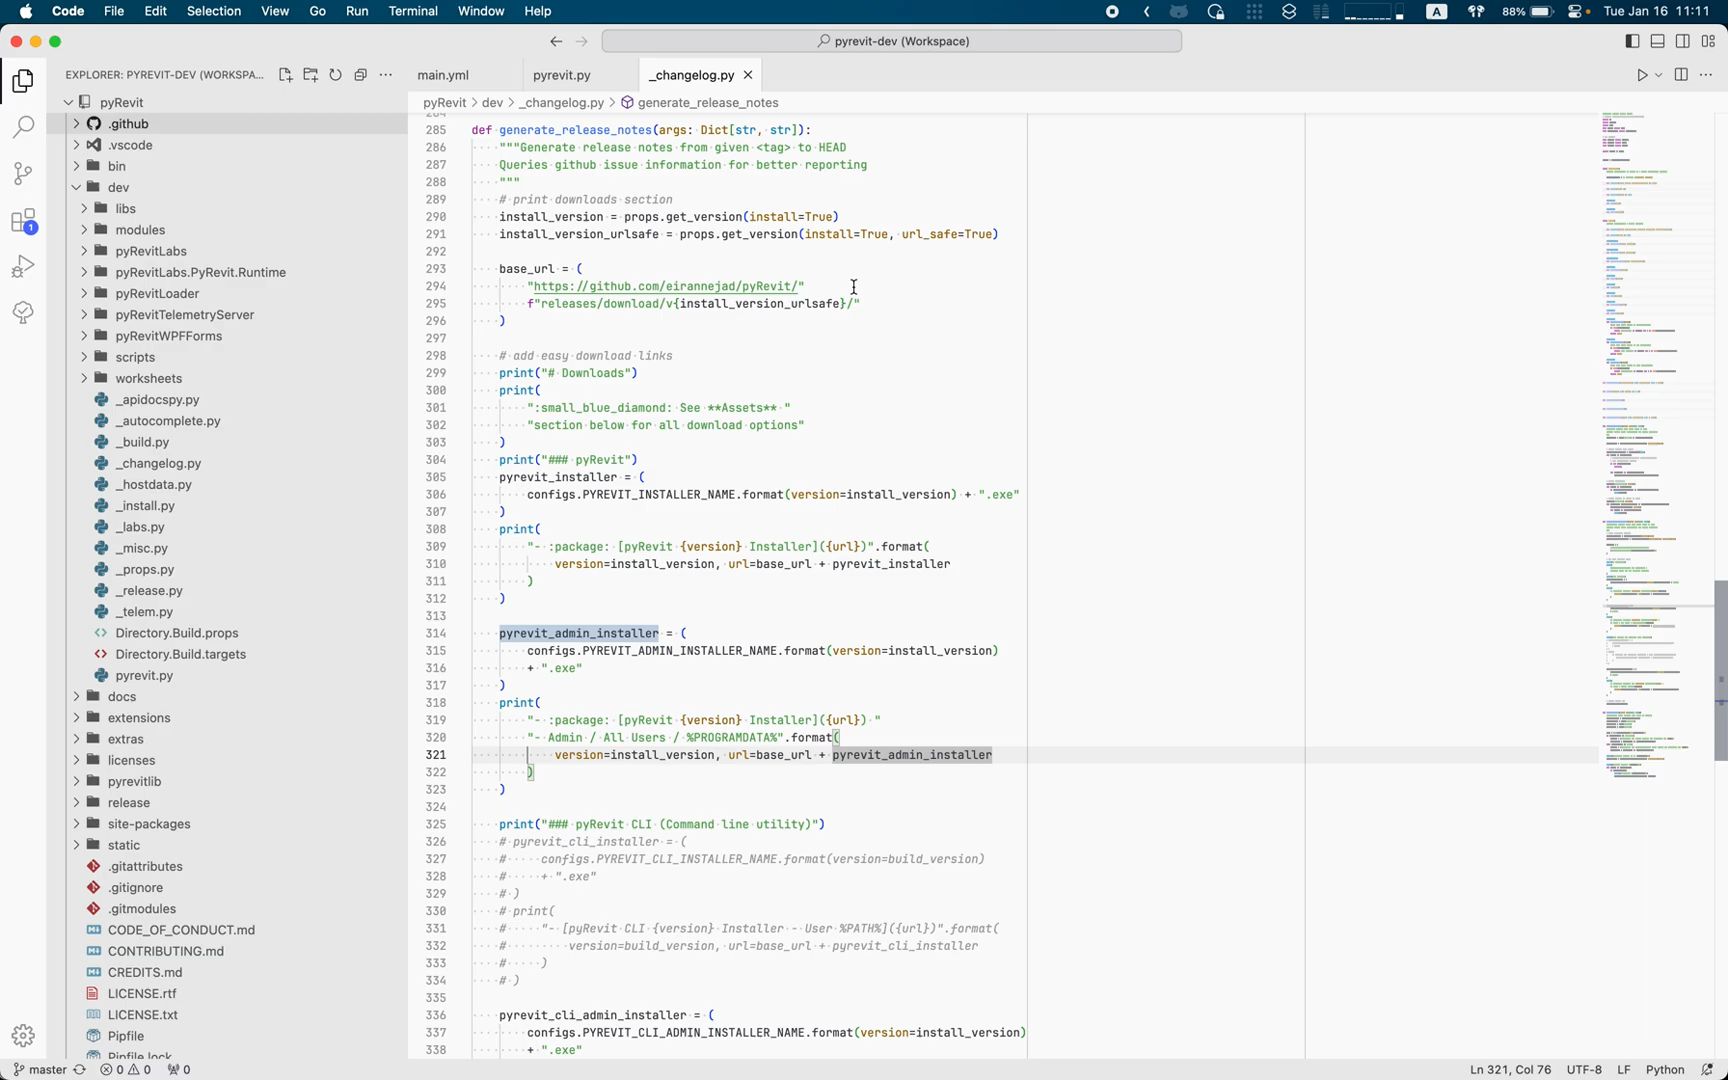 Code File Edit Selection View Go Run Terminal Window Help
A 88% Tue Jan 16 11:11
pyrevit-dev (Workspace)
EXPLORER: PYREVIT-DEV (WORKSPA...
main.yml pyrevit.py _changelog.py
pyRevit > dev > _changelog.py > generate_release_notes
pyRevit
.github
.vscode
bin
dev
libs
modules
pyRevitLabs
pyRevitLabs.PyRevit.Runtime
pyRevitLoader
pyRevitTelemetryServer
pyRevitWPFForms
scripts
worksheets
_apidocspy.py
_autocomplete.py
_build.py
_changelog.py
_hostdata.py
_install.py
_labs.py
_misc.py
_props.py
_release.py
_telem.py
Directory.Build.props
Directory.Build.targets
pyrevit.py
docs
extensions
extras
licenses
pyrevitlib
release
site-packages
static
.gitattributes
.gitignore
.gitmodules
CODE_OF_CONDUCT.md
CONTRIBUTING.md
CREDITS.md
LICENSE.rtf
LICENSE.txt
Pipfile
Pipfile.lock
1
284
285 def generate_release_notes(args: Dict[str, str]):
286 """Generate release notes from given <tag> to HEAD
287 Queries github issue information for better reporting
288 """
289 # print downloads section
290 install_version = props.get_version(install=True)
291 install_version_urlsafe = props.get_version(install=True, url_safe=True)
292
293 base_url = (
294 "https://github.com/eirannejad/pyRevit/"
295 f"releases/download/v{install_version_urlsafe}/"
296 )
297
298 # add easy download links
299 print("# Downloads")
300 print(
301 ":small_blue_diamond: See **Assets** "
302 "section below for all download options"
303 )
304 print("### pyRevit")
305 pyrevit_installer = (
306 configs.PYREVIT_INSTALLER_NAME.format(version=install_version) + ".exe"
307 )
308 print(
309 "- :package: [pyRevit {version} Installer]({url})".format(
310 version=install_version, url=base_url + pyrevit_installer
311 )
312 )
313
314 pyrevit_admin_installer = (
315 configs.PYREVIT_ADMIN_INSTALLER_NAME.format(version=install_version)
316 + ".exe"
317 )
318 print(
319 "- :package: [pyRevit {version} Installer]({url}) "
320 "- Admin / All Users / %PROGRAMDATA%".format(
321 version=install_version, url=base_url + pyrevit_admin_installer
322 )
323 )
324
325 print("### pyRevit CLI (Command line utility)")
326 # pyrevit_cli_installer = (
327 # configs.PYREVIT_CLI_INSTALLER_NAME.format(version=build_version)
328 # + ".exe"
329 # )
330 # print(
331 # "- [pyRevit CLI {version} Installer - User %PATH%]({url})".format(
332 # version=build_version, url=base_url + pyrevit_cli_installer
333 # )
334 # )
335
336 pyrevit_cli_admin_installer = (
337 configs.PYREVIT_CLI_ADMIN_INSTALLER_NAME.format(version=install_version)
338 + ".exe"
master 0 0 0 Ln 321, Col 76 UTF-8 LF Python